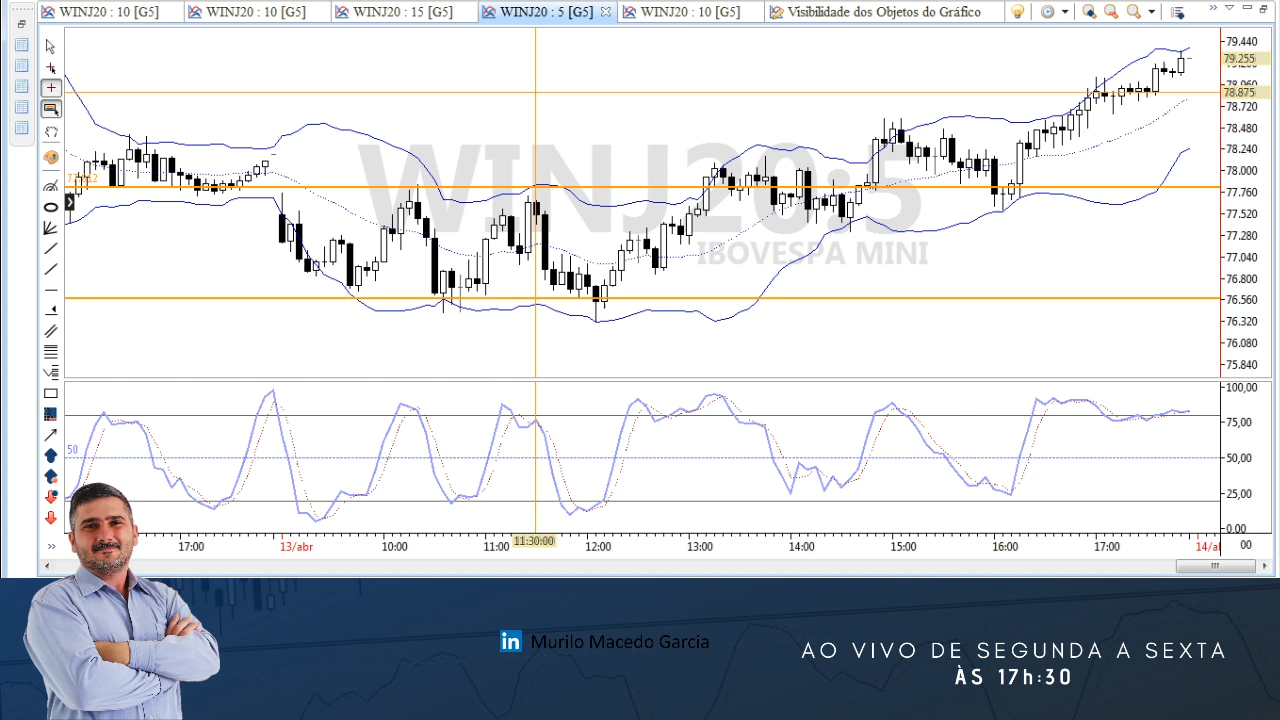 WINJ20 : 10 [G5]
WINJ20 : 10 [G5]
WINJ20 : 15 [G5]
WINJ20 : 5 [G5]
WINJ20 : 10 [G5]
Visibilidade dos Objetos do Gráfico
WINJ20:5
IBOVESPA MINI
79.440
79.255
78.875
78.720
78.480
78.240
78.000
77.760
77.520
77.280
77.040
76.800
76.560
76.320
76.080
75.840
100,00
75,00
50
50,00
25,00
0.00
17:00
13/abr
10:00
11:00
11:30:00
12:00
13:00
14:00
15:00
16:00
17:00
00
in Murilo Macedo Garcia
AO VIVO DE SEGUNDA A SEXTA
ÀS 17h:30